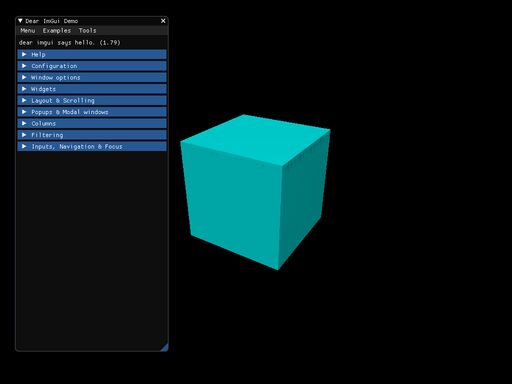 Dear ImGui Demo
Menu Examples Tools
dear imgui says hello. (1.79)
Help
Configuration
Window options
Widgets
Layout & Scrolling
Popups & Modal windows
Columns
Filtering
Inputs, Navigation & Focus